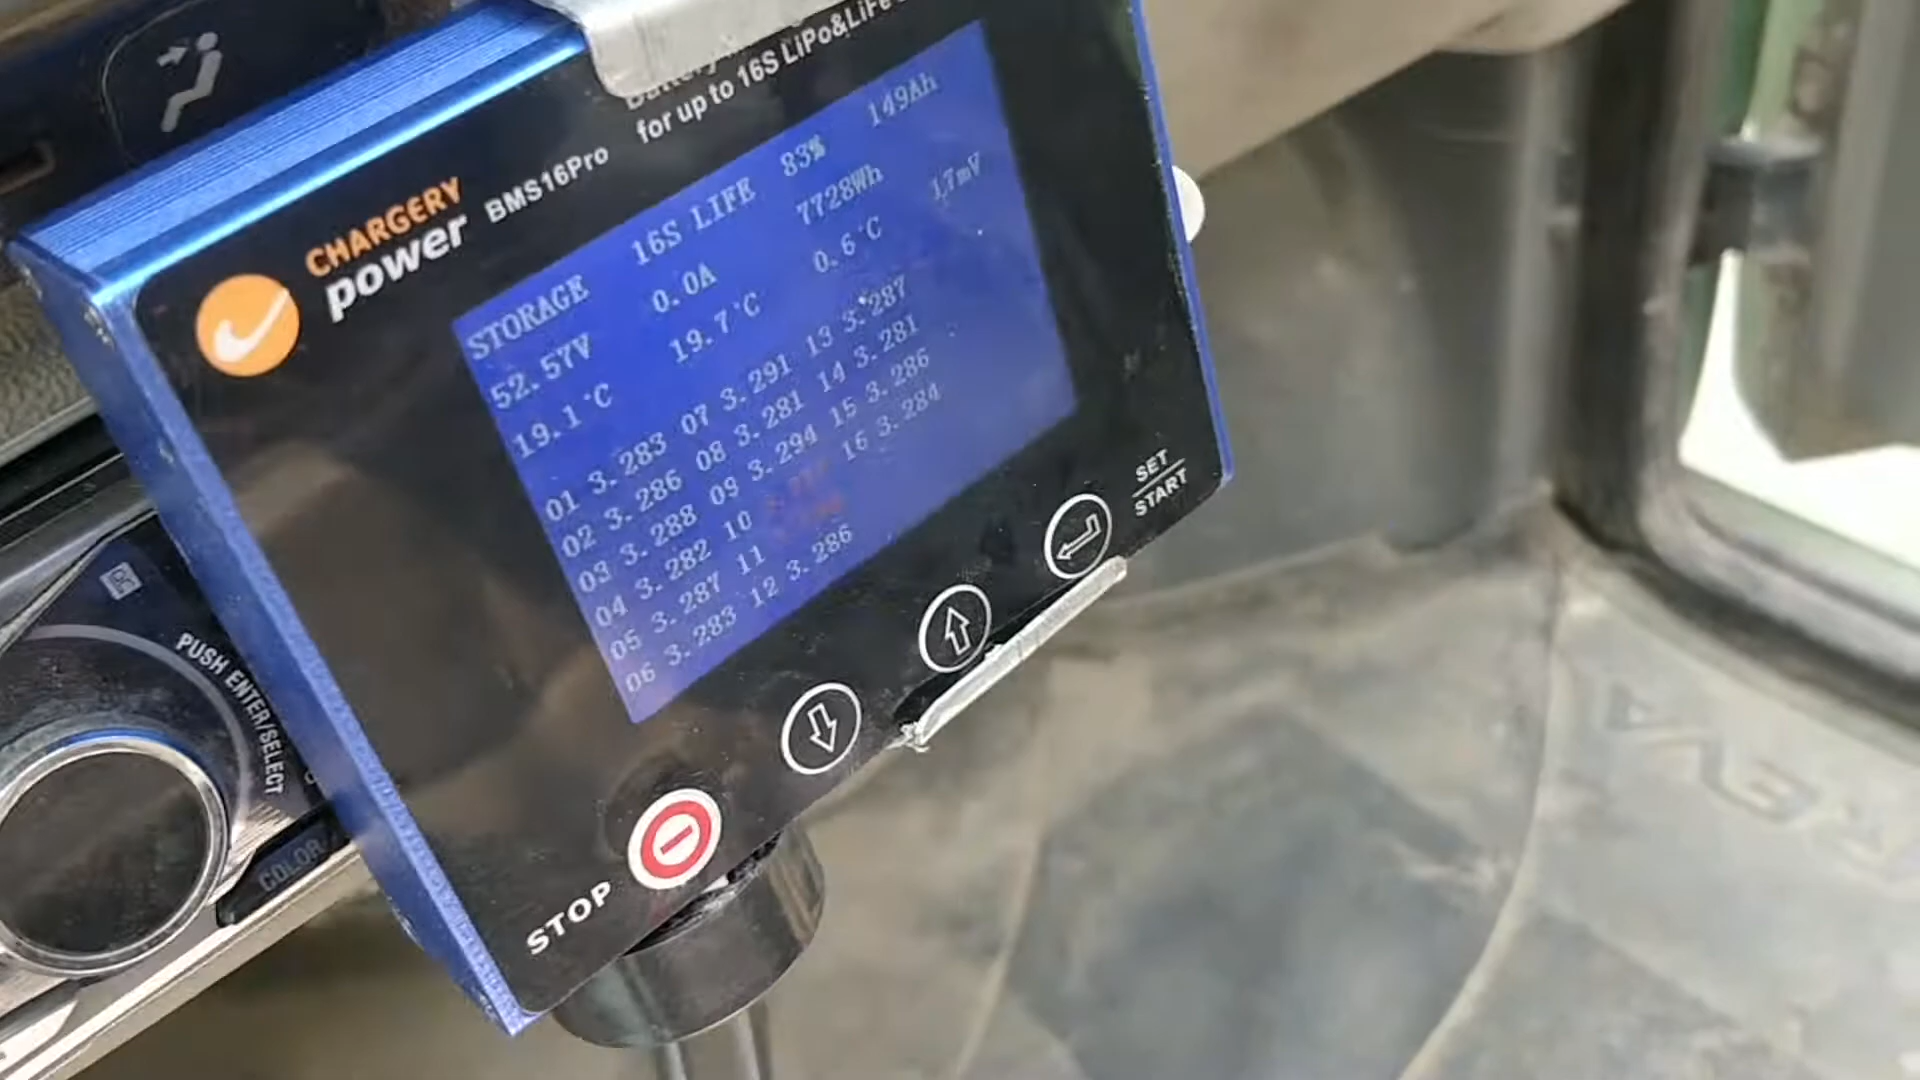 for up to 16S LiPo&LiFe
CHARGERY
power BMS16Pro
STORAGE 16S LIFE 83% 149Ah
52.57V 0.0A 7728Wh
19.1°C 19.7°C 0.6°C 17mV
01 3.283 07 3.291 13 3.287
02 3.286 08 3.281 14 3.281
03 3.288 09 3.294 15 3.286
04 3.282 10 16 3.284
05 3.287 11
06 3.283 12 3.286
SET
START
STOP
PUSH ENTER/SELECT
COLOR